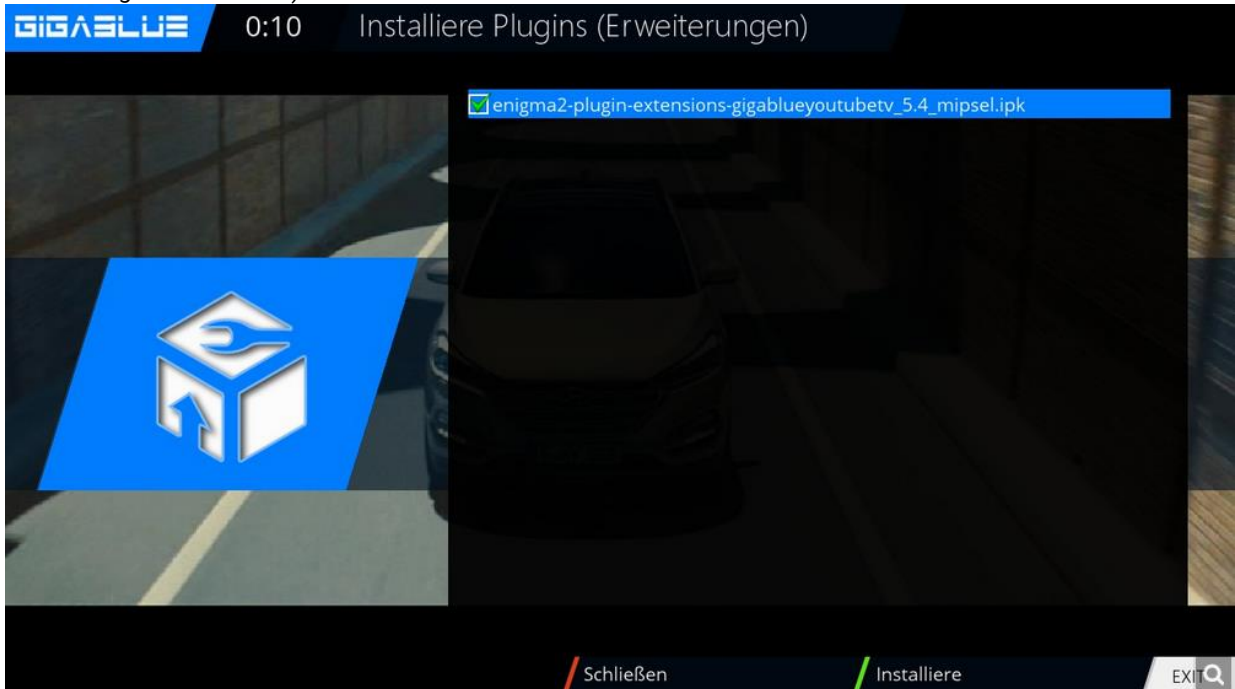 GIGABLUE 0:10 Installiere Plugins (Erweiterungen)
enigma2-plugin-extensions-gigablueyoutubetv_5.4_mipsel.ipk
Schließen Installiere EXIT